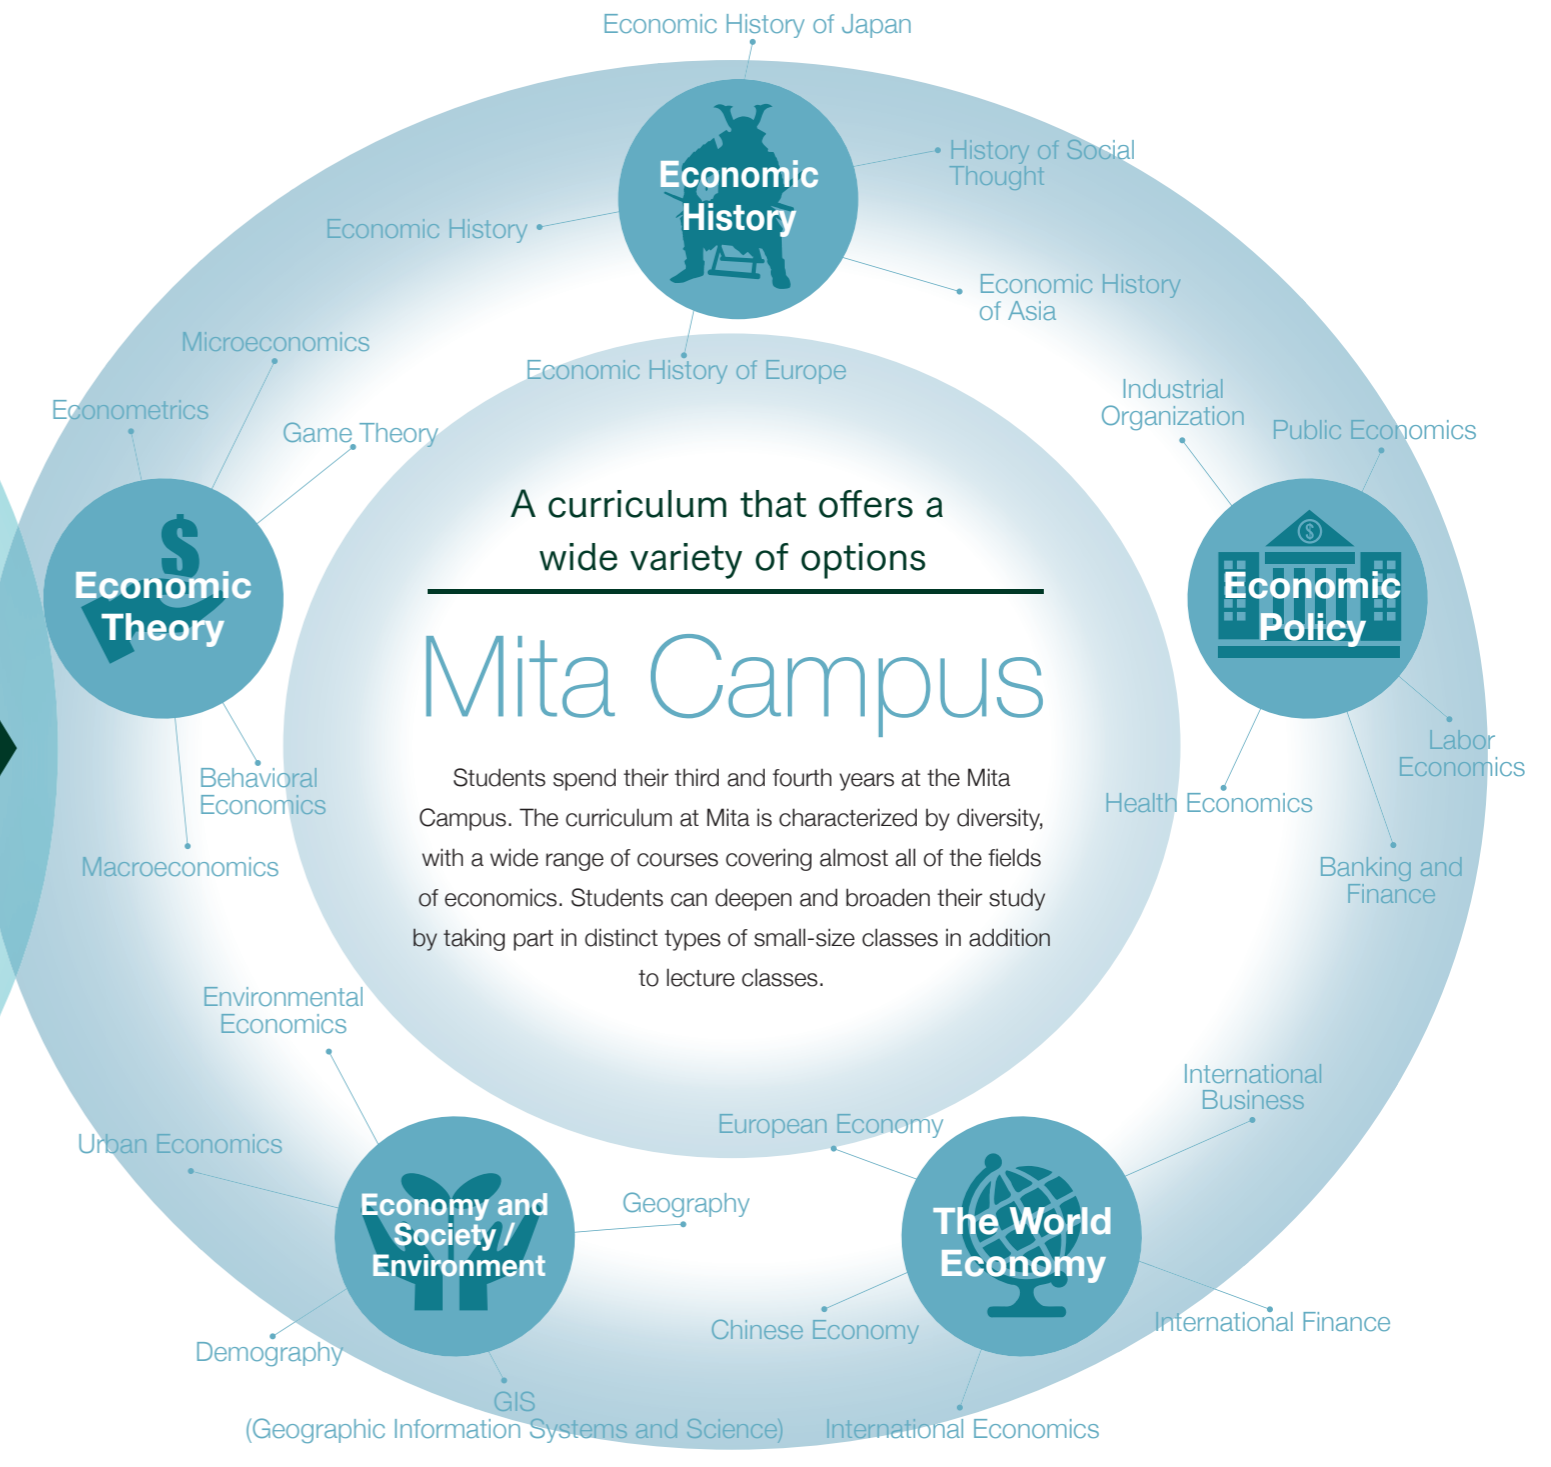 Economic History of Japan
Economic
History
History of Social
Thought
Economic History
Economic History
of Asia
Economic History of Europe
Microeconomics
Econometrics
Game Theory
Economic
Theory
Behavioral
Economics
Macroeconomics
Industrial
Organization
Public Economics
Economic
Policy
Labor
Economics
Health Economics
Banking and
Finance
A curriculum that offers a
wide variety of options
Mita Campus
Students spend their third and fourth years at the Mita
Campus. The curriculum at Mita is characterized by diversity,
with a wide range of courses covering almost all of the fields
of economics. Students can deepen and broaden their study
by taking part in distinct types of small-size classes in addition
to lecture classes.
Environmental
Economics
Urban Economics
Economy and
Society /
Environment
Geography
Demography
GIS
(Geographic Information Systems and Science)
European Economy
International
Business
The World
Economy
Chinese Economy
International Finance
International Economics